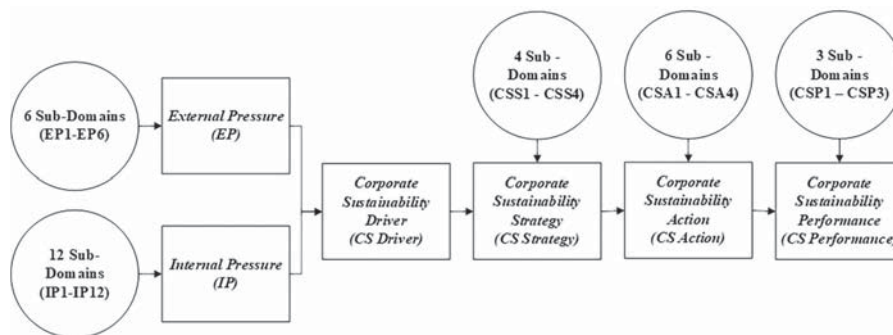 6 Sub-Domains
(EP1-EP6)
External Pressure
(EP)
12 Sub-
Domains
(IP1-IP12)
Internal Pressure
(IP)
Corporate
Sustainability
Driver
(CS Driver)
4 Sub -
Domains
(CSS1 - CSS4)
Corporate
Sustainability
Strategy
(CS Strategy)
6 Sub -
Domains
(CSA1 - CSA4)
Corporate
Sustainability
Action
(CS Action)
3 Sub -
Domains
(CSP1 – CSP3)
Corporate
Sustainability
Performance
(CS Performance)